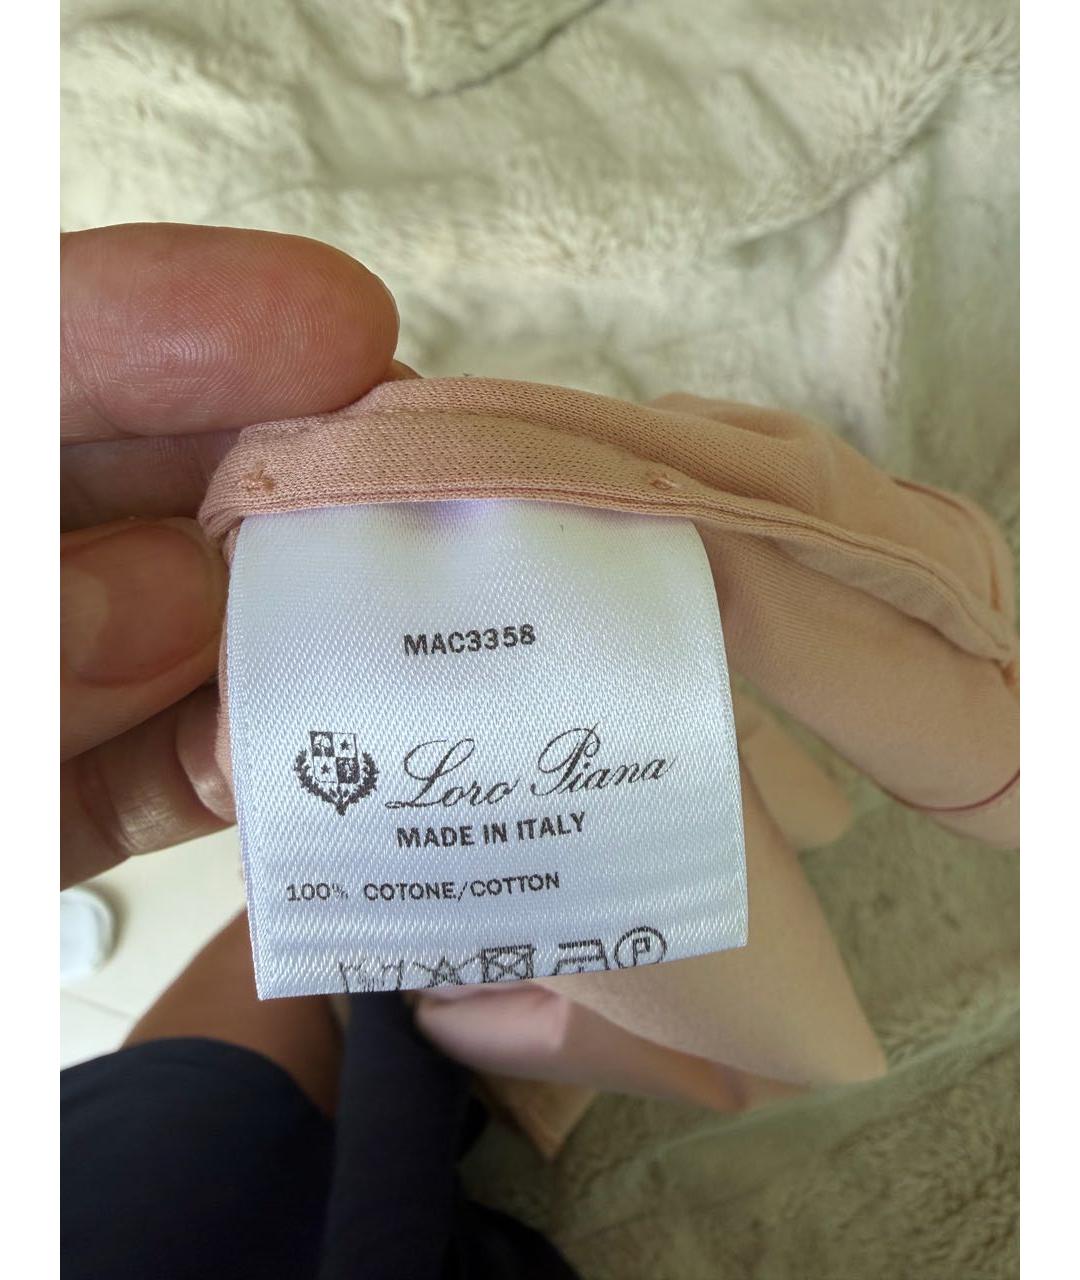 MAC3358
Loro Piana
MADE IN ITALY
100% COTONE/COTTON
P